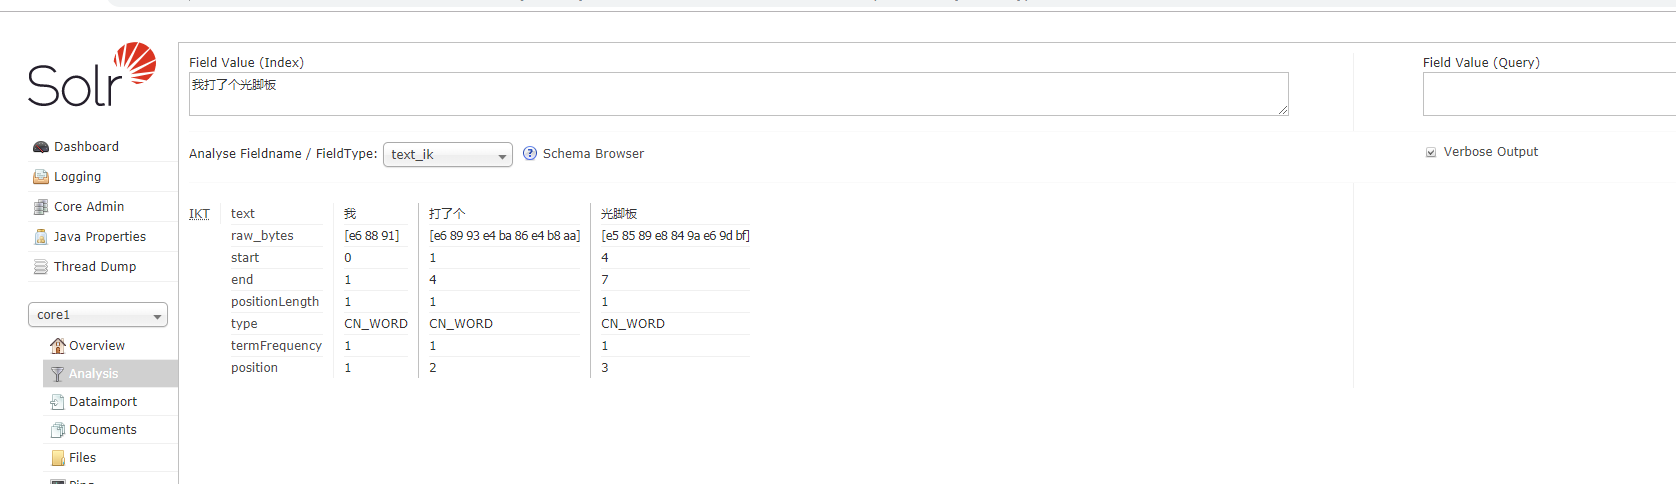 Solr
Field Value (Index)
我打了个光脚板
Field Value (Query)
Analyse Fieldname / FieldType: text_ik ? Schema Browser
Verbose Output
Dashboard
Logging
Core Admin
Java Properties
Thread Dump
core1
Overview
Analysis
Dataimport
Documents
Files
IKT text 我 打了个 光脚板
raw_bytes [e6 88 91] [e6 89 93 e4 ba 86 e4 b8 aa] [e5 85 89 e8 84 9a e6 9d bf]
start 0 1 4
end 1 4 7
positionLength 1 1 1
type CN_WORD CN_WORD CN_WORD
termFrequency 1 1 1
position 1 2 3